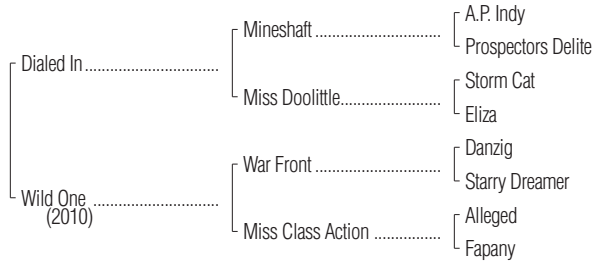 A.P. Indy
Mineshaft
Prospectors Delite
Dialed In
Storm Cat
Miss Doolittle
Eliza
Danzig
War Front
Starry Dreamer
Wild One
(2010)
Alleged
Miss Class Action
Fapany